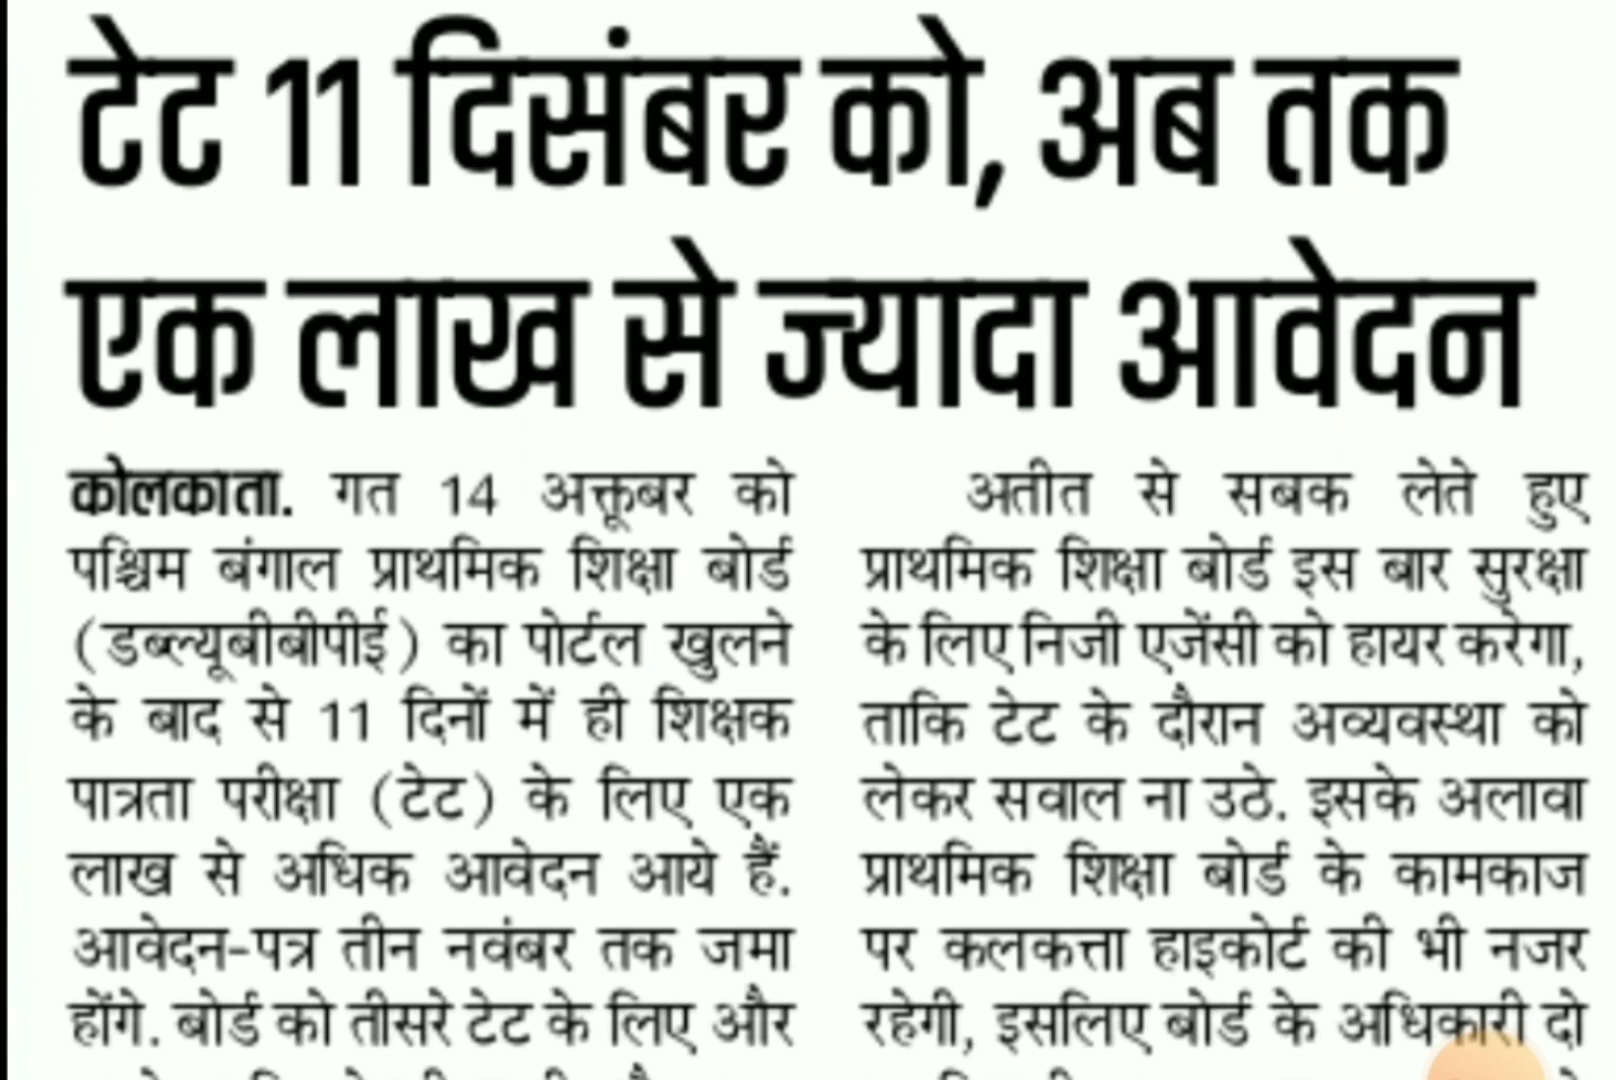 टेट 11 दिसंबर को, अब तक
एक लाख से ज्यादा आवेदन
कोलकाता. गत 14 अक्तूबर को
पश्चिम बंगाल प्राथमिक शिक्षा बोर्ड
(डब्ल्यूबीबीपीई) का पोर्टल खुलने
के बाद से 11 दिनों में ही शिक्षक
पात्रता परीक्षा (टेट) के लिए एक
लाख से अधिक आवेदन आये हैं.
आवेदन-पत्र तीन नवंबर तक जमा
होंगे. बोर्ड को तीसरे टेट के लिए और
अतीत से सबक लेते हुए
प्राथमिक शिक्षा बोर्ड इस बार सुरक्षा
के लिए निजी एजेंसी को हायर करेगा,
ताकि टेट के दौरान अव्यवस्था को
लेकर सवाल ना उठे. इसके अलावा
प्राथमिक शिक्षा बोर्ड के कामकाज
पर कलकत्ता हाइकोर्ट की भी नजर
रहेगी, इसलिए बोर्ड के अधिकारी दो